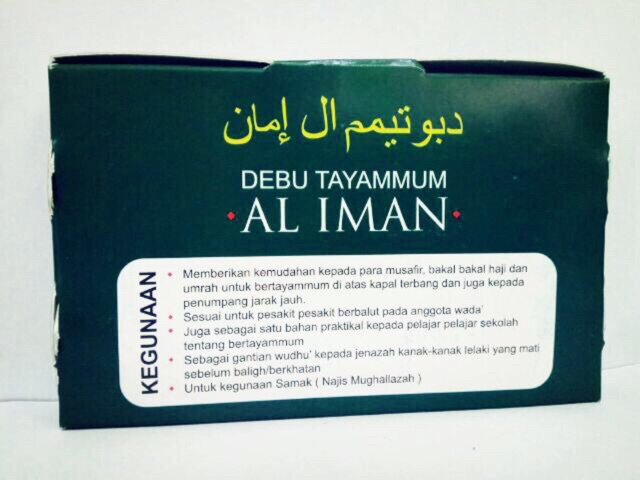 دبو تيمم ال إمان
DEBU TAYAMMUM
AL IMAN
KEGUNAAN
• Memberikan kemudahan kepada para musafir, bakal bakal haji dan
umrah untuk bertayammum di atas kapal terbang dan juga kepada
penumpang jarak jauh.
• Sesuai untuk pesakit pesakit berbalut pada anggota wada'
• Juga sebagai satu bahan praktikal kepada pelajar pelajar sekolah
tentang bertayammum
• Sebagai gantian wudhu' kepada jenazah kanak-kanak lelaki yang mati
sebelum baligh/berkhatan
• Untuk kegunaan Samak ( Najis Mughallazah )